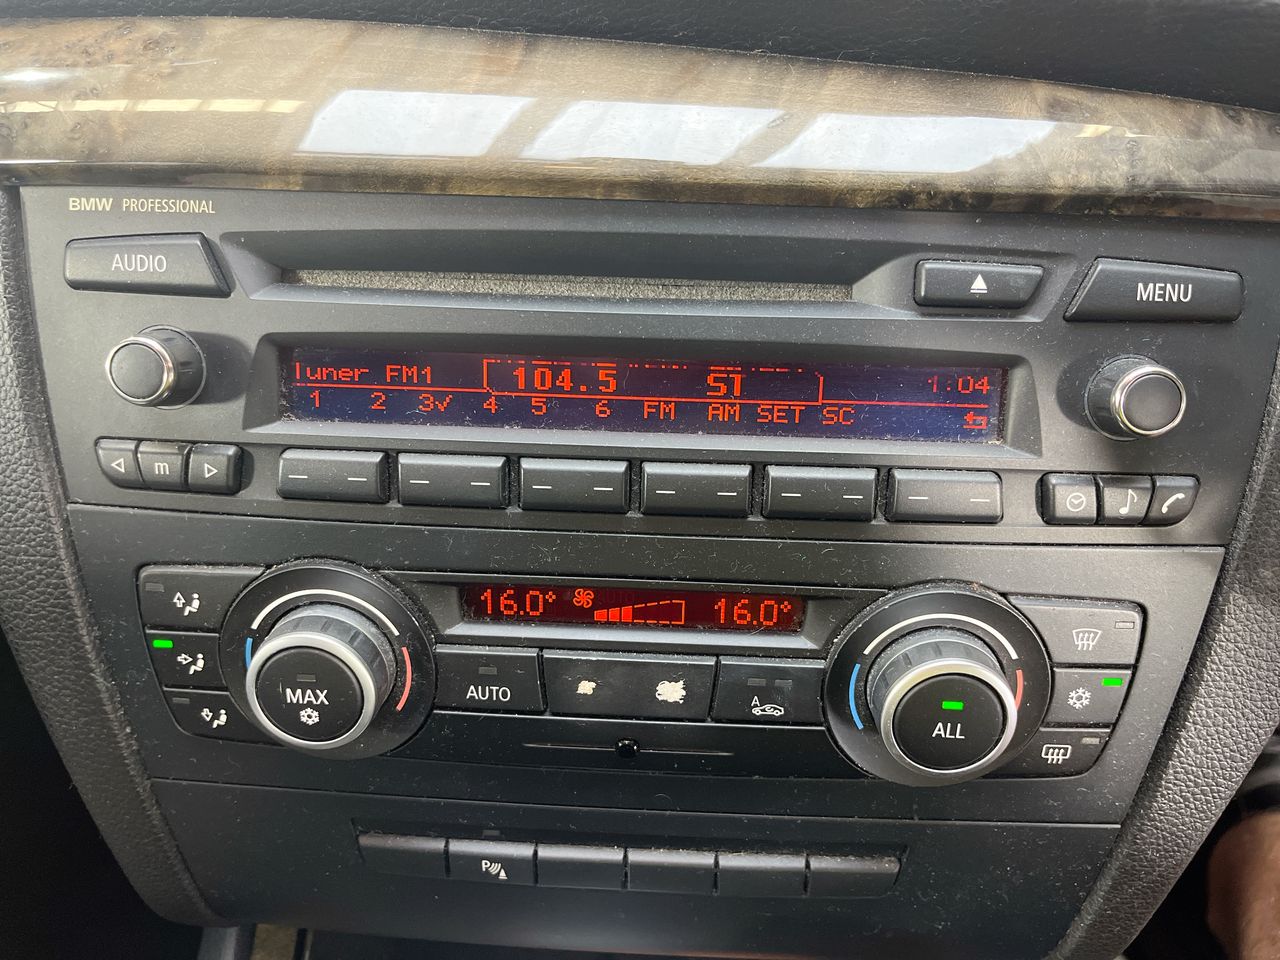 BMW PROFESSIONAL
AUDIO
MENU
Tuner FM1 104.5 ST 1:04
1 2 3✓ 4 5 6 FM AM SET SC
m
16.0° 16.0°
MAX
AUTO
A
ALL
P